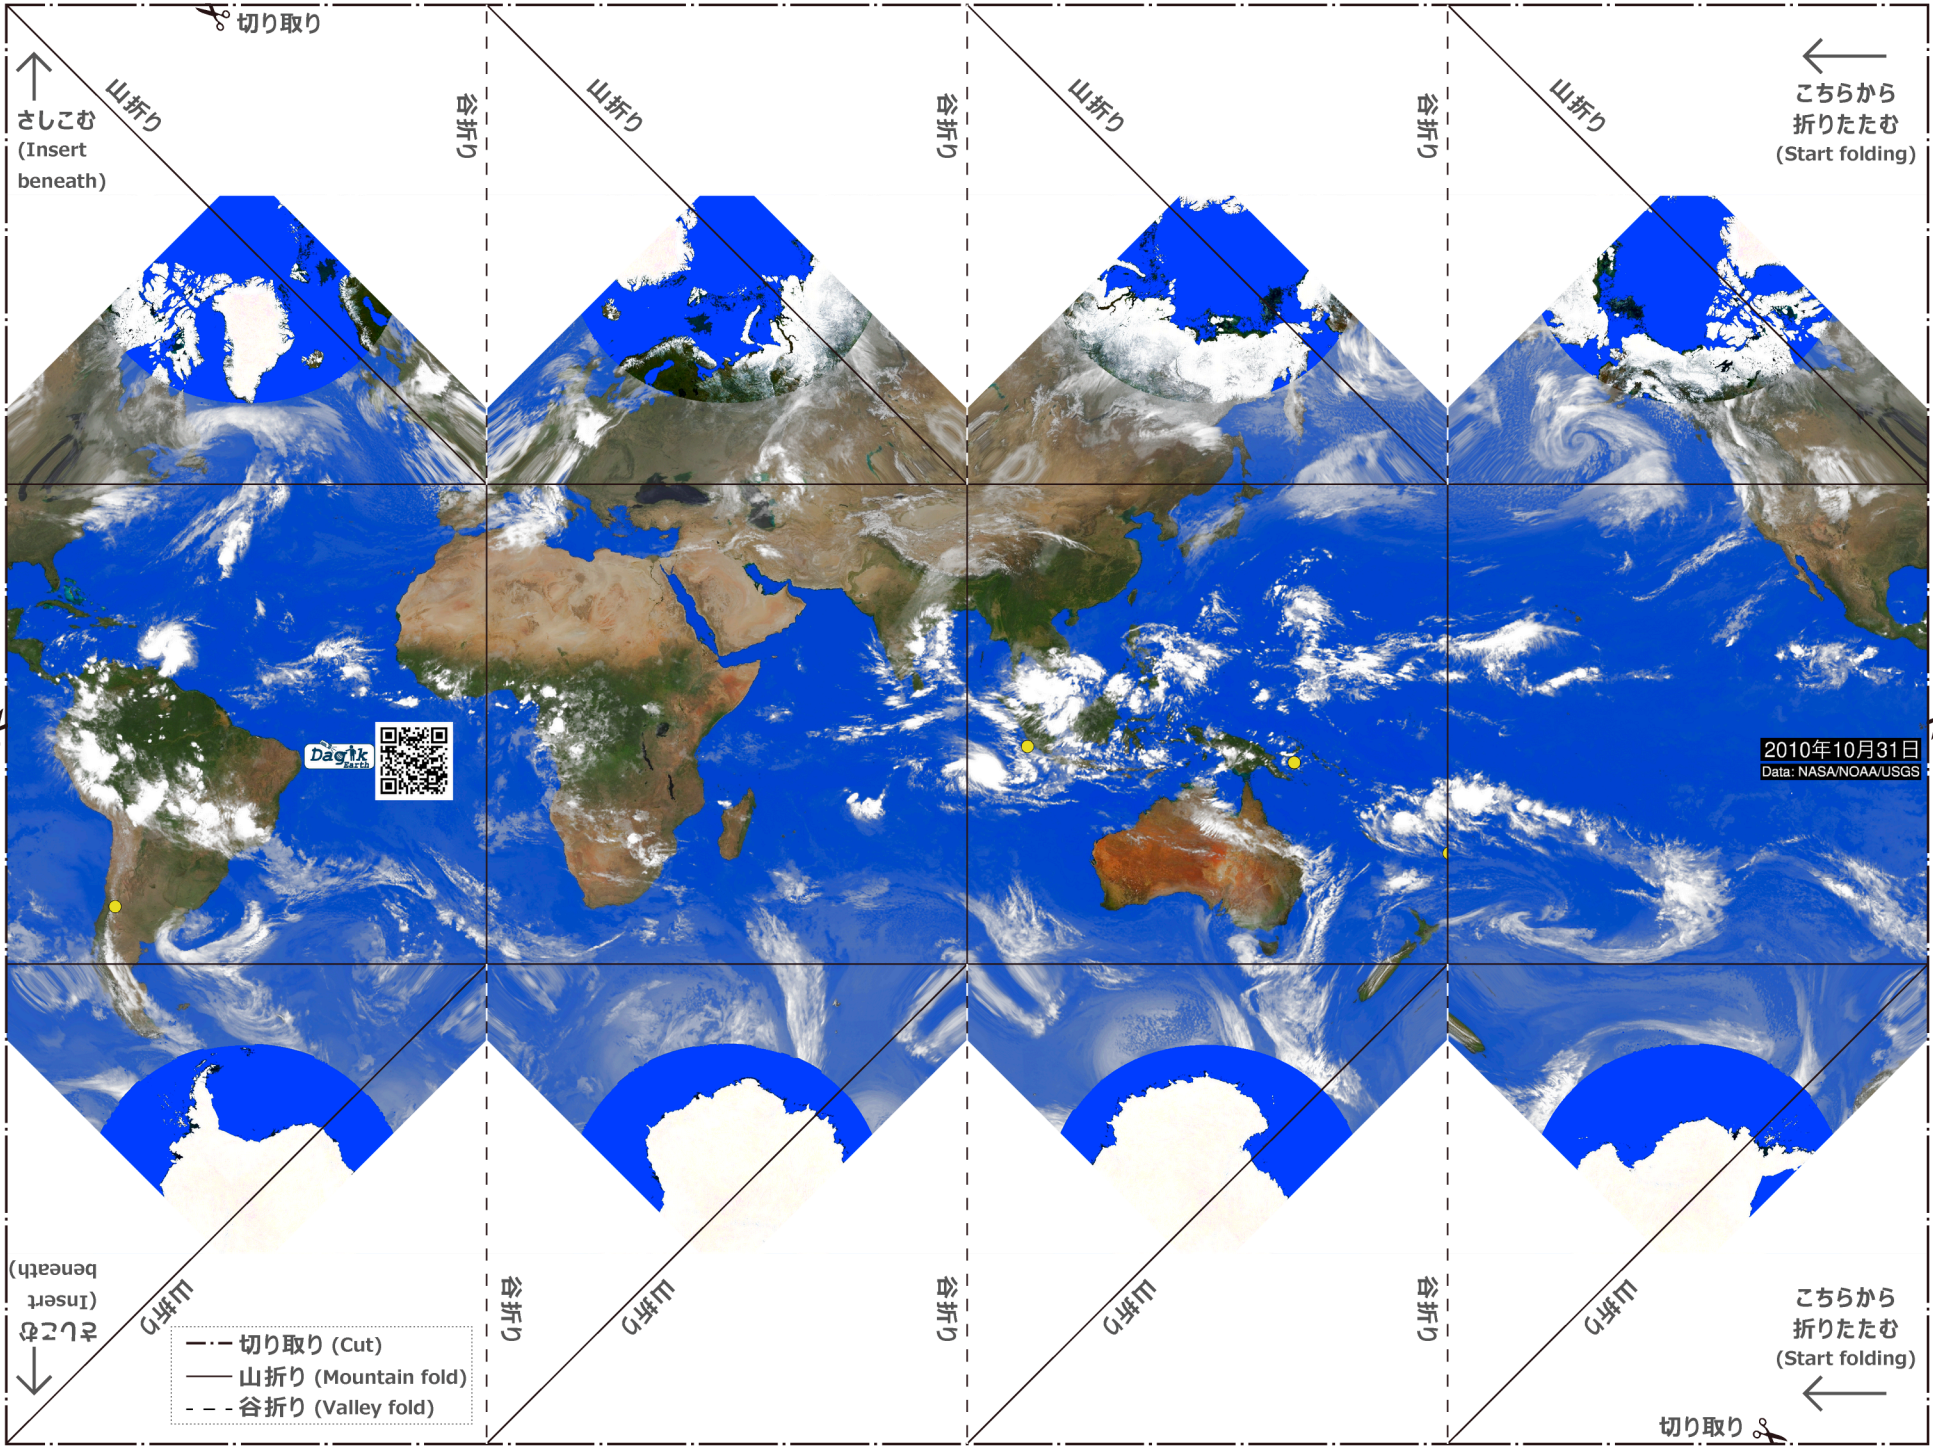 切り取り
山折り
谷折り
山折り
谷折り
山折り
谷折り
山折り
さしこむ
(Insert
beneath)
こちらから
折りたたむ
(Start folding)
Dagik
Earth
2010年10月31日
Data: NASA/NOAA/USGS
さしこむ
(Insert
beneath)
山折り
谷折り
山折り
谷折り
山折り
谷折り
山折り
こちらから
折りたたむ
(Start folding)
切り取り (Cut)
山折り (Mountain fold)
谷折り (Valley fold)
切り取り